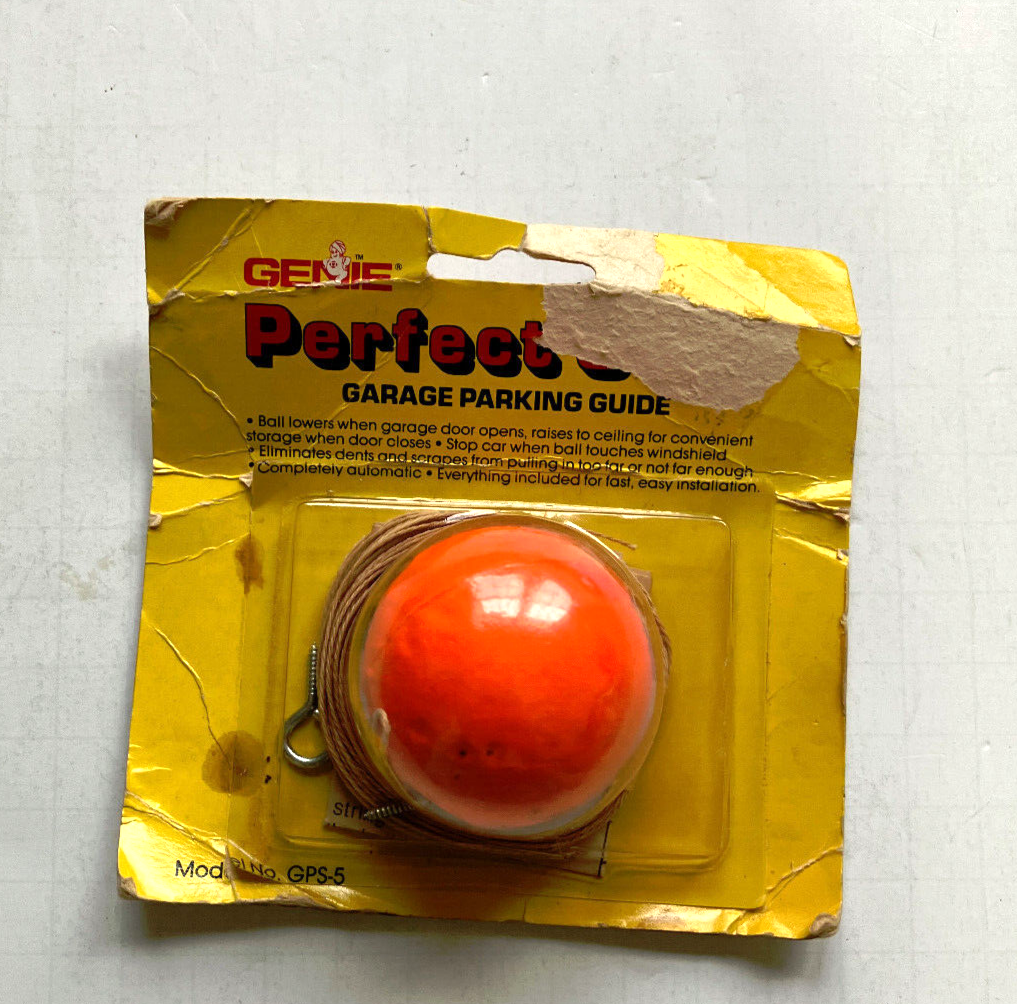 GENIE™®
Perfect
GARAGE PARKING GUIDE
• Ball lowers when garage door opens, raises to ceiling for convenient
storage when door closes • Stop car when ball touches windshield
• Eliminates dents and scrapes from pulling in too far or not far enough
• Completely automatic • Everything included for fast, easy installation.
Model No. GPS-5